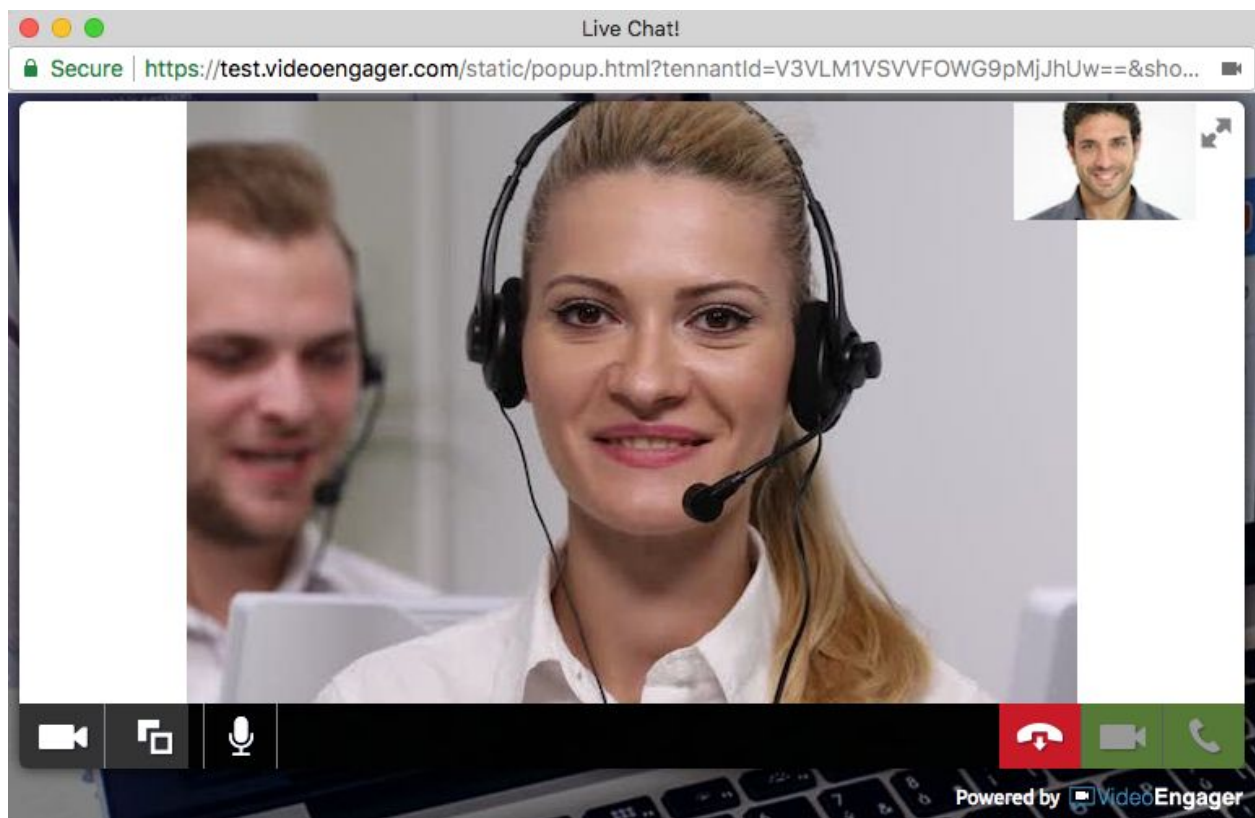 Live Chat!
Secure | https://test.videoengager.com/static/popup.html?tennantId=V3VLM1VSVVFOWG9pMjJhUw==&sho...
Powered by VideoEngager